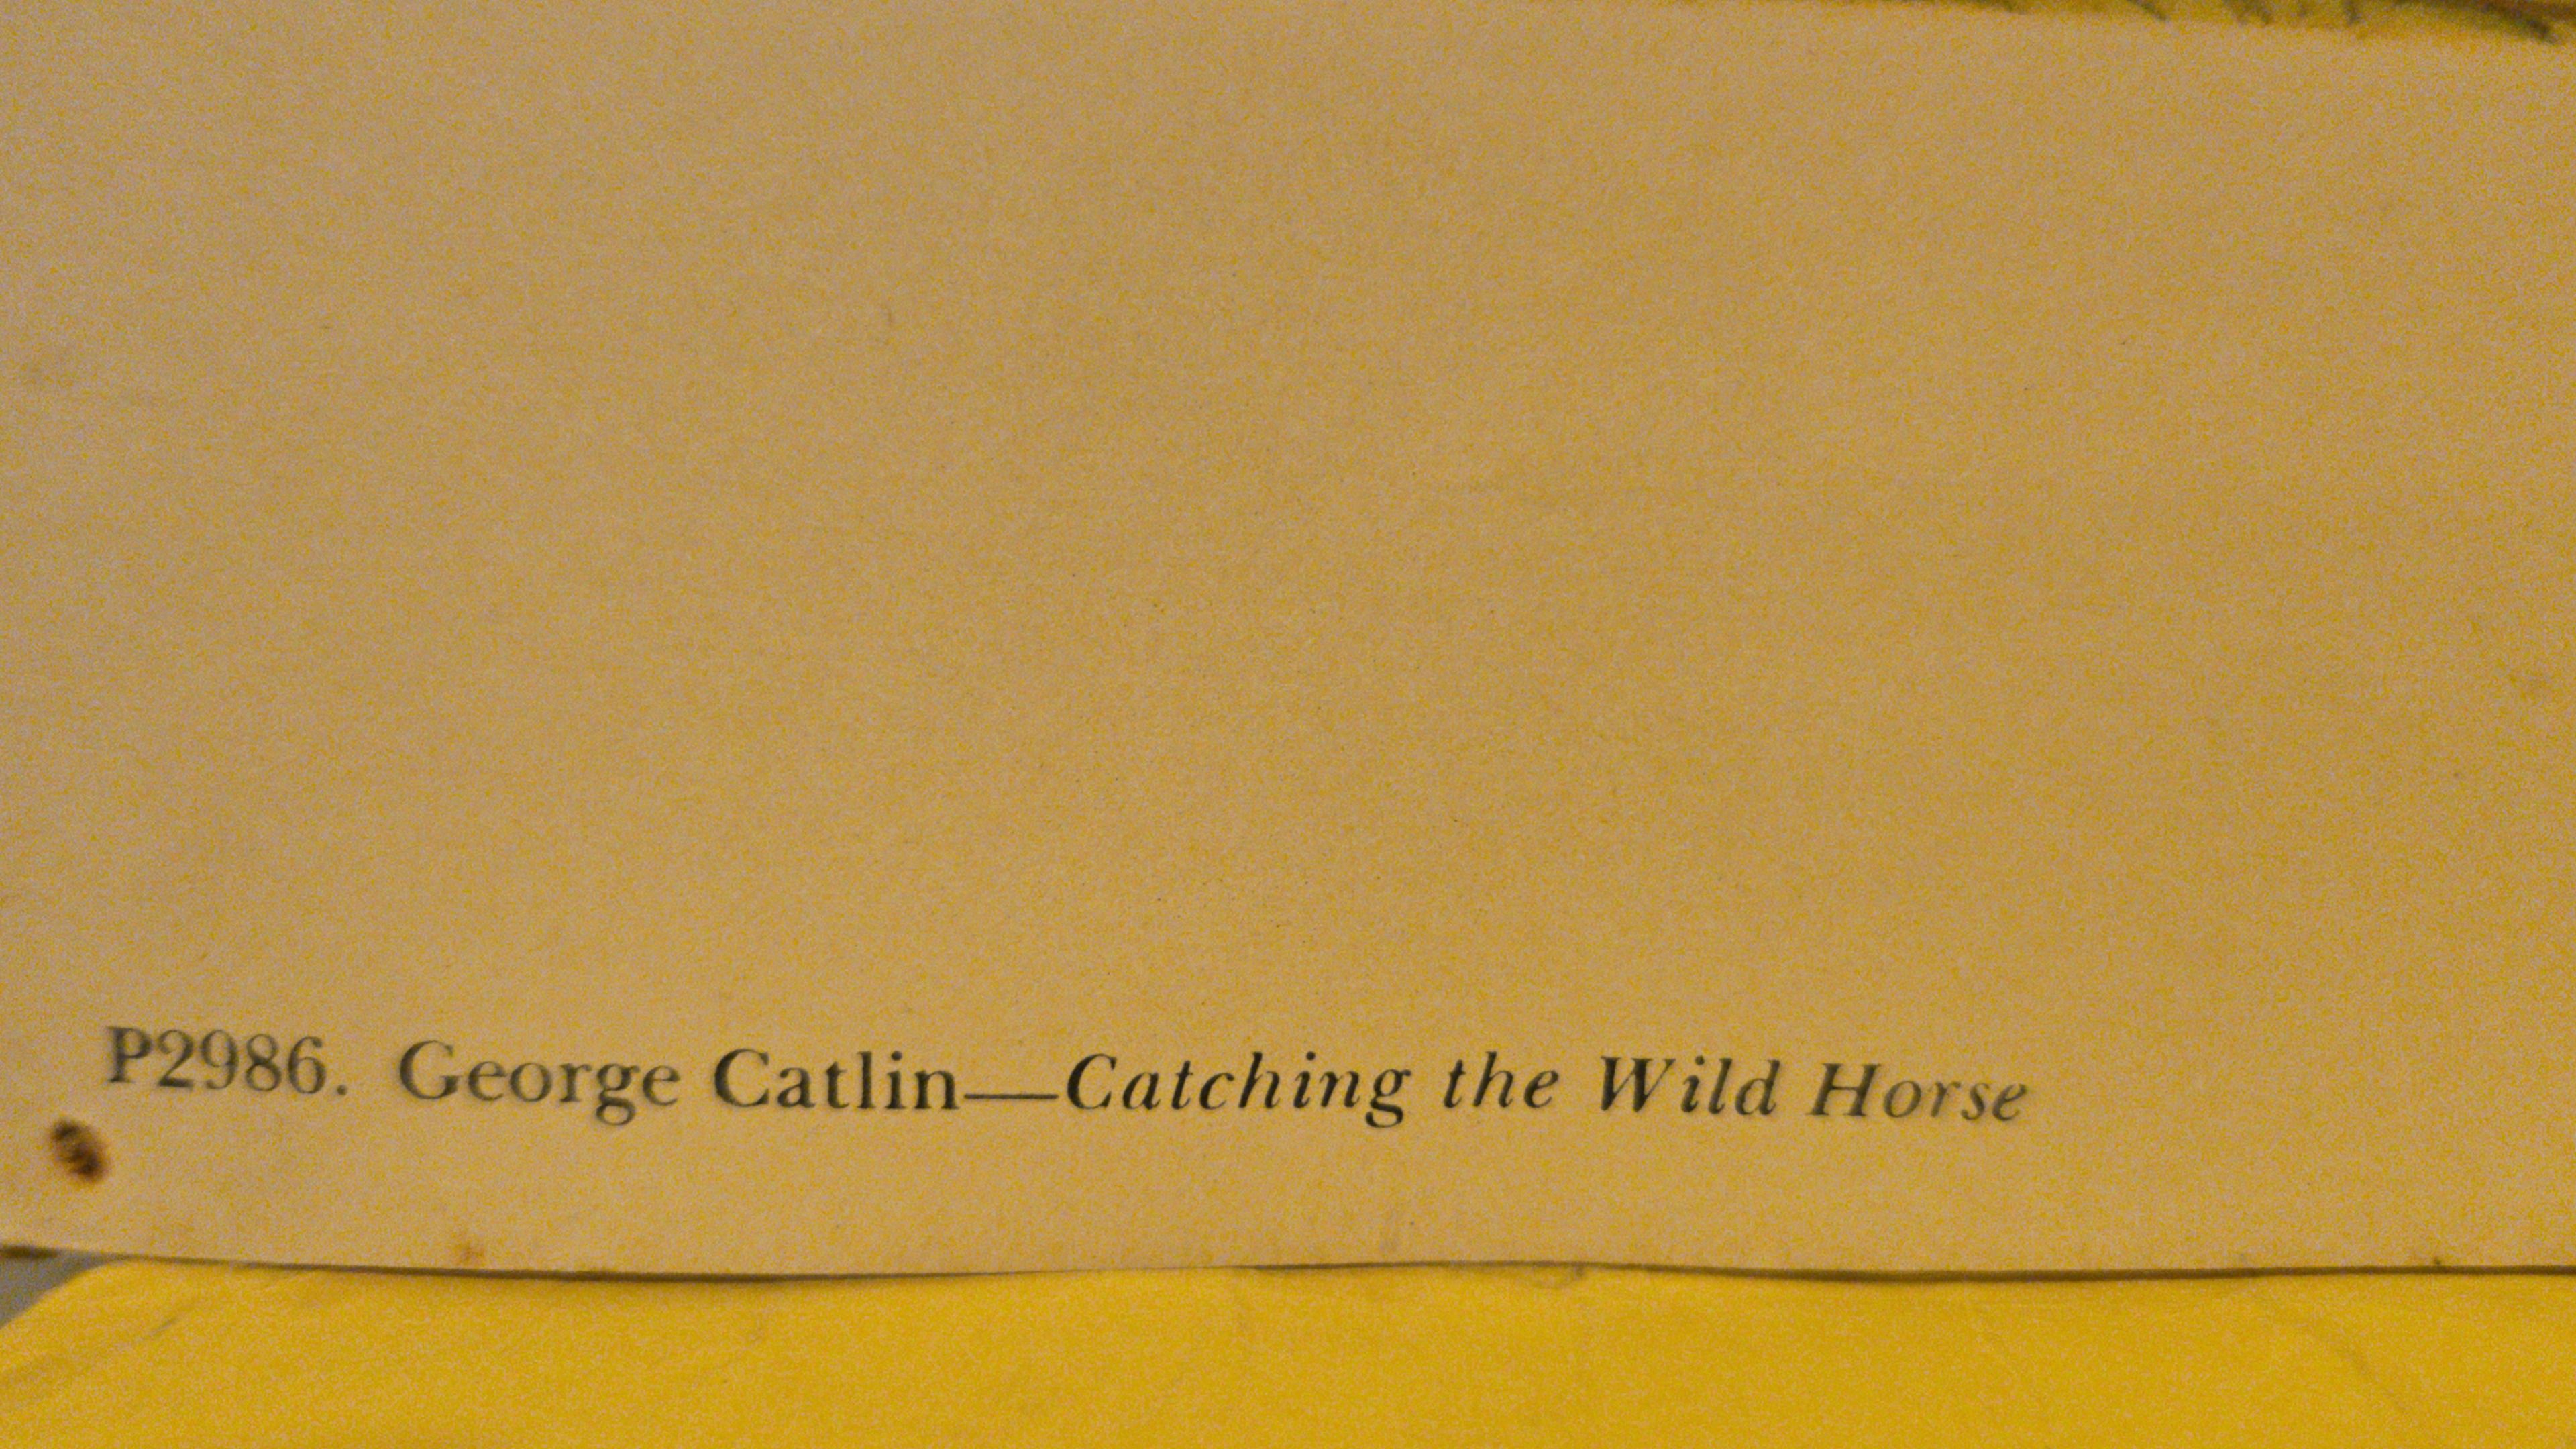 P2986. George Catlin—Catching the Wild Horse